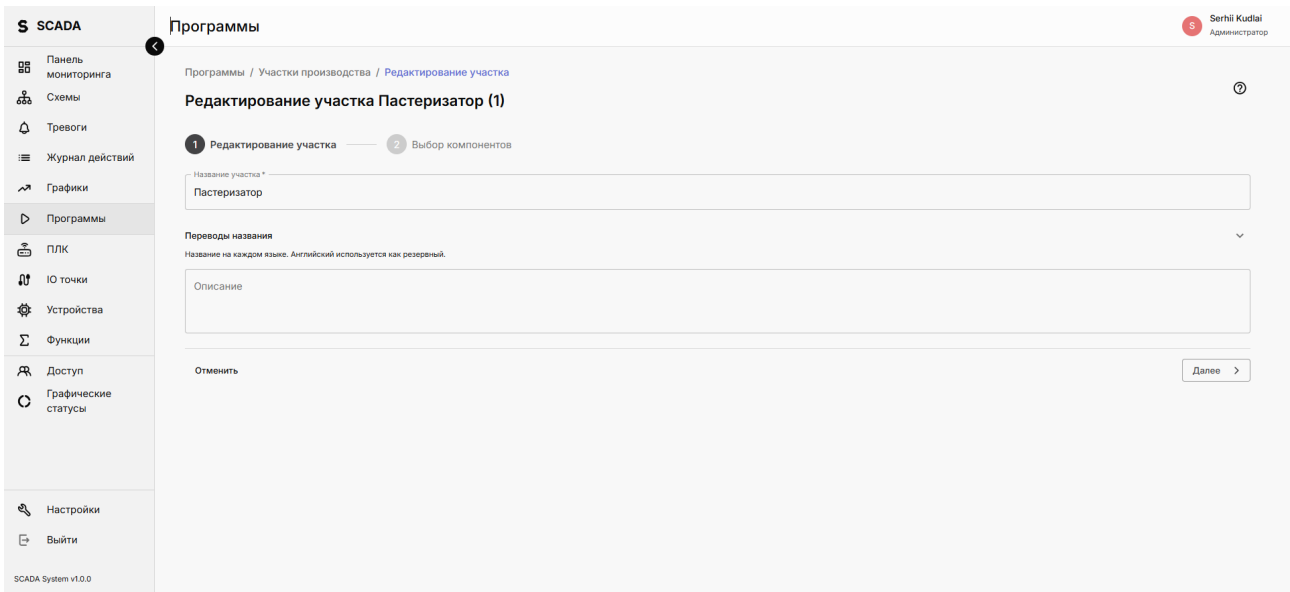 S SCADA
Программы
S
Serhii Kudlai
Администратор
Панель
мониторинга
Схемы
Тревоги
Журнал действий
Графики
Программы
ПЛК
IO точки
Устройства
Функции
Доступ
Графические
статусы
Настройки
Выйти
SCADA System v1.0.0
Программы / Участки производства / Редактирование участка
Редактирование участка Пастеризатор (1)
1 Редактирование участка
2 Выбор компонентов
Название участка *
Пастеризатор
Переводы названия
Название на каждом языке. Английский используется как резервный.
Описание
Отменить
Далее